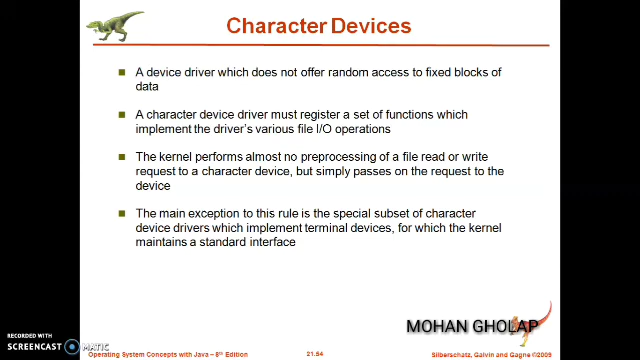 Character Devices
A device driver which does not offer random access to fixed blocks of
data
A character device driver must register a set of functions which
implement the driver's various file I/O operations
The kernel performs almost no preprocessing of a file read or write
request to a character device, but simply passes on the request to the
device
The main exception to this rule is the special subset of character
device drivers which implement terminal devices, for which the kernel
maintains a standard interface
MOHAN GHOLAP
RECORDED WITH
SCREENCAST MATIC
Operating System Concepts with Java – 8th Edition
21.54
Silberschatz, Galvin and Gagne ©2009